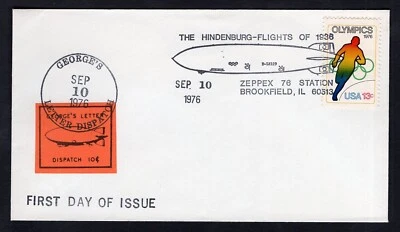 GEORGE'S
SEP
10
1976
LETTER DISPATCH
GEORGE'S LETTER
DISPATCH 10¢
FIRST DAY OF ISSUE
THE HINDENBURG-FLIGHTS OF 1936
SEP 10
1976
ZEPPEX 76 STATION
BROOKFIELD, IL 60513
OLYMPICS
1976
USA 13c